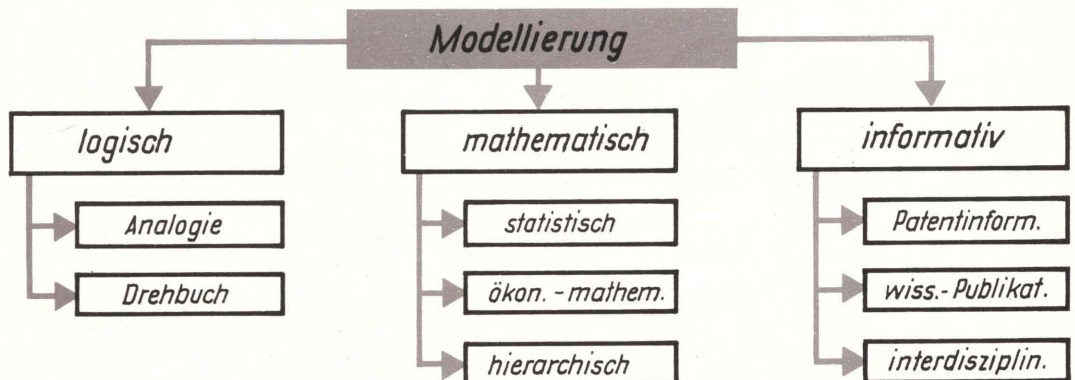 Modellierung
logisch
Analogie
Drehbuch
mathematisch
statistisch
ökon.-mathem.
hierarchisch
informativ
Patentinform.
wiss.-Publikat.
interdisziplin.